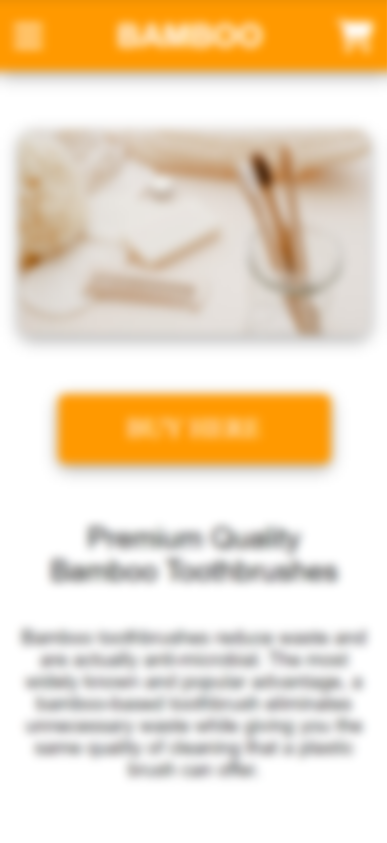 BAMBOO
BUY HERE
Premium Quality
Bamboo Toothbrushes
Bamboo toothbrushes reduce waste and
are actually anti-microbial. The most
widely known and popular advantage, a
bamboo-based toothbrush eliminates
unnecessary waste while giving you the
same quality of cleaning that a plastic
brush can offer.